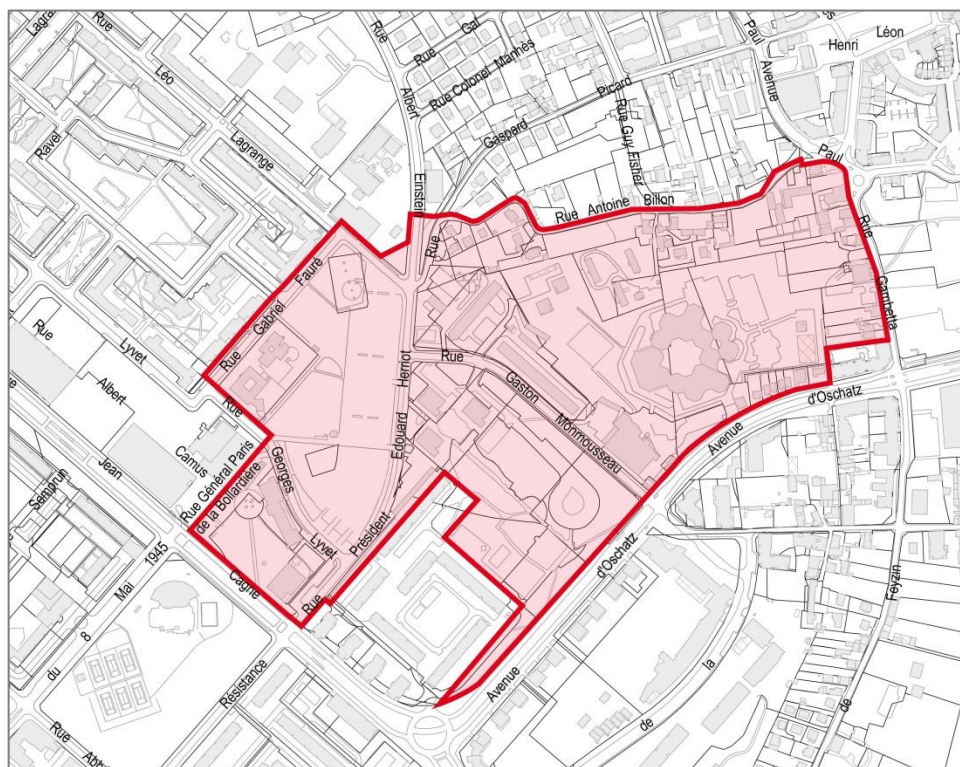 Lagrange
Rue
Léo
Lagrange
Ravel
Rue
Albert
Einstein
Rue Gal
Rue Colonel Manhès
Gaspard Picard
Rue Guy Fisher
Paul
Avenue
Henri Léon
Paul
Rue Gambetta
Rue Antoine Billon
Rue Gabriel Fauré
Rue
Rue Gaston Monmousseau
Rue Président Edouard Herriot
Rue
Lyvet
Rue
Georges
Lyvet
Albert
Camus
Rue Général Paris
de la Bollardière
Jean
Cagne
Semprun
Avenue d'Oschatz
Avenue d'Oschatz
du 8 Mai 1945
Résistance
Rue
de la
de Feyzin